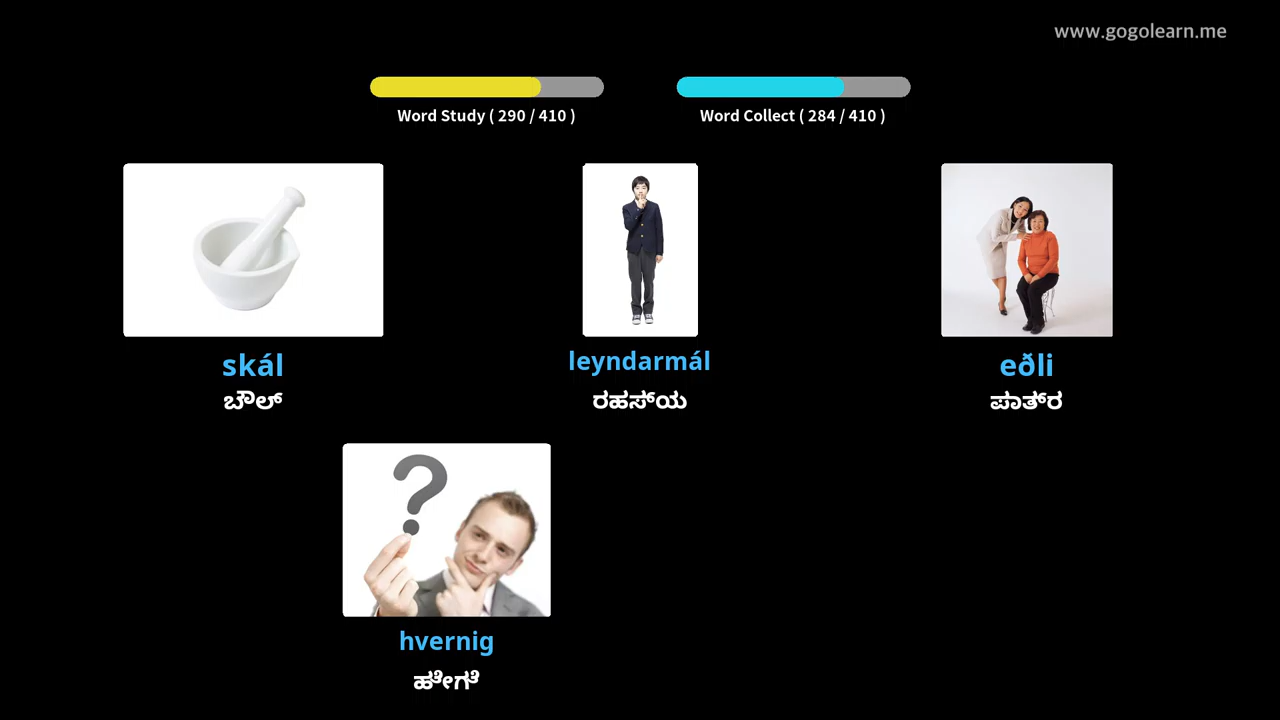 www.gogolearn.me
Word Study ( 290 / 410 )
Word Collect ( 284 / 410 )
skál
ಬೌಲ್
leyndarmál
ರಹಸ್ಯ
eðli
ಪಾತ್ರ
hvernig
ಹೇಗೆ